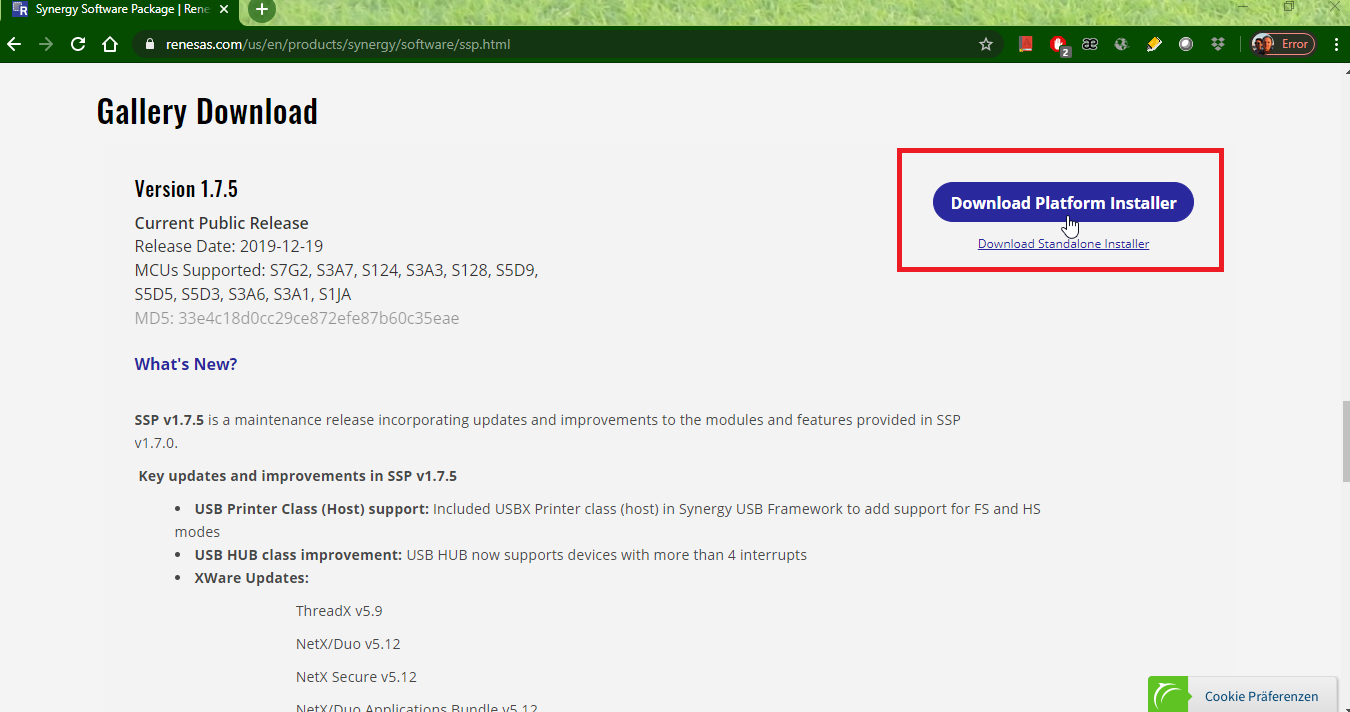 Synergy Software Package | Rene
renesas.com/us/en/products/synergy/software/ssp.html
2
Error
Gallery Download
Version 1.7.5
Download Platform Installer
Download Standalone Installer
Current Public Release
Release Date: 2019-12-19
MCUs Supported: S7G2, S3A7, S124, S3A3, S128, S5D9,
S5D5, S5D3, S3A6, S3A1, S1JA
MD5: 33e4c18d0cc29ce872efe87b60c35eae
What's New?
SSP v1.7.5 is a maintenance release incorporating updates and improvements to the modules and features provided in SSP
v1.7.0.
Key updates and improvements in SSP v1.7.5
• USB Printer Class (Host) support: Included USBX Printer class (host) in Synergy USB Framework to add support for FS and HS
modes
• USB HUB class improvement: USB HUB now supports devices with more than 4 interrupts
• XWare Updates:
ThreadX v5.9
NetX/Duo v5.12
NetX Secure v5.12
NetX/Duo Applications Bundle v5.12
Cookie Präferenzen